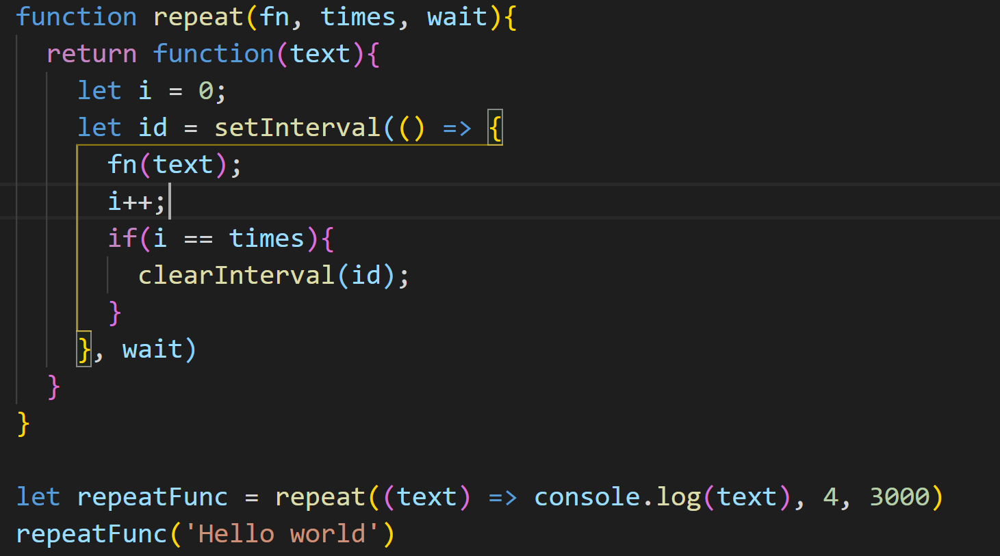 function repeat(fn, times, wait){
  return function(text){
    let i = 0;
    let id = setInterval(() => {
      fn(text);
      i++;
      if(i == times){
        clearInterval(id);
      }
    }, wait)
  }
}

let repeatFunc = repeat((text) => console.log(text), 4, 3000)
repeatFunc('Hello world')